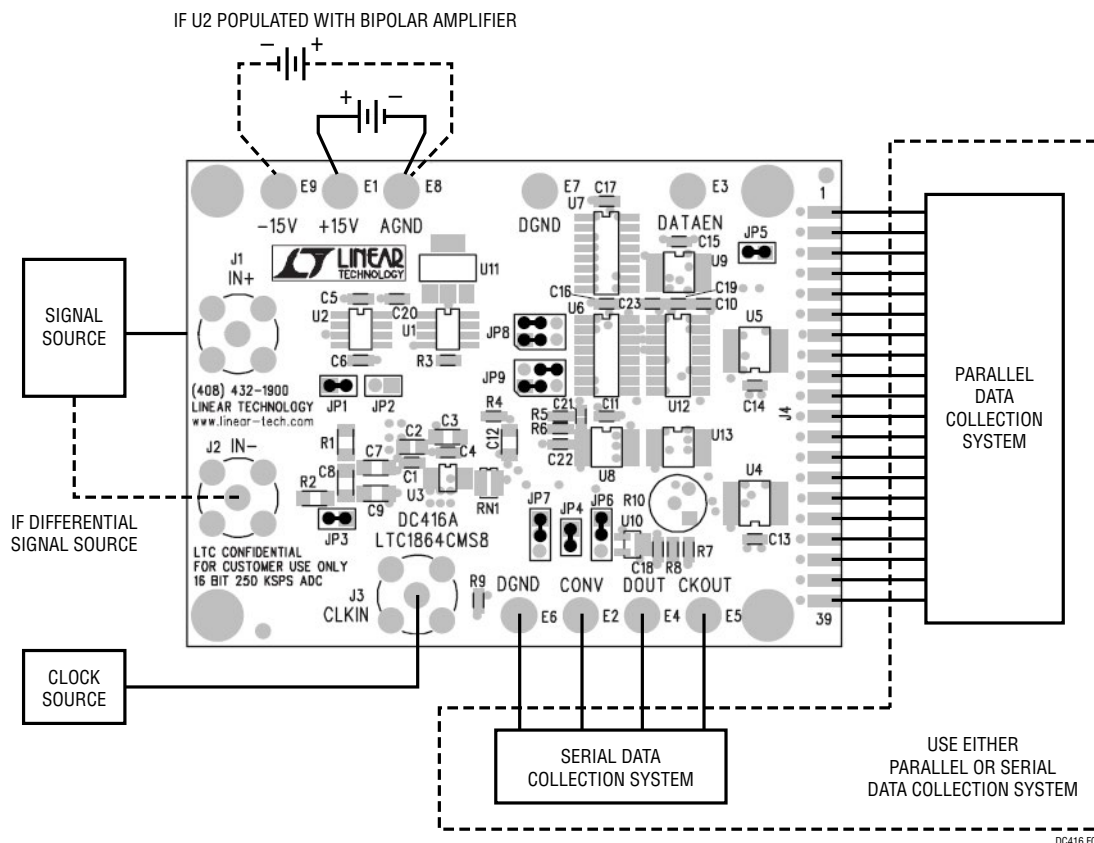 IF U2 POPULATED WITH BIPOLAR AMPLIFIER
− +
+ −
E9 E1 E8 E7 E3 1
-15V +15V AGND DGND DATAEN
U7 C17
C15 JP5
U9
J1
IN+
LINEAR
TECHNOLOGY
U11
SIGNAL
SOURCE
C5 C20
U2 U1
C6 R3
C16 C23 C19 C10
U6 U5
JP8
JP9
(408) 432-1900
LINEAR TECHNOLOGY
www.linear-tech.com
JP1 JP2
R4 C21 R5 R6 C11 U12 C14
C22
J4
PARALLEL
DATA
COLLECTION
SYSTEM
J2 IN-
R1 C7 C2 C3 C4 C12
C8 C1 U3 RN1
R2 C9
U8 U13 U4
IF DIFFERENTIAL
SIGNAL SOURCE
JP3
DC416A
LTC1864CMS8
JP7 JP4 JP6 R10
U10
C18 R8 R7 C13
LTC CONFIDENTIAL
FOR CUSTOMER USE ONLY
16 BIT 250 KSPS ADC
J3
CLKIN
R9
DGND CONV DOUT CKOUT
E6 E2 E4 E5 39
CLOCK
SOURCE
SERIAL DATA
COLLECTION SYSTEM
USE EITHER
PARALLEL OR SERIAL
DATA COLLECTION SYSTEM